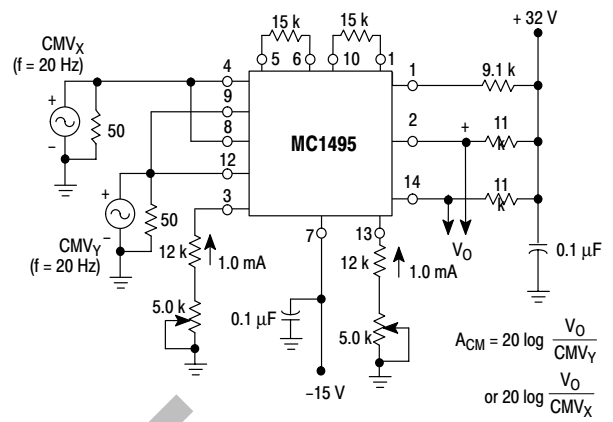 15 k 15 k
+ 32 V
CMVX
(f = 20 Hz)
4 5 6 10 1 1
9.1 k
+
−
50
9
8
2
+
11
k
MC1495
12
14
11
k
+
−
50
3
CMVY
(f = 20 Hz)
7 13
VO
12 k
1.0 mA
12 k
1.0 mA
0.1 μF
5.0 k
0.1 μF
5.0 k
−15 V
ACM = 20 log VO
CMVY
or 20 log VO
CMVX